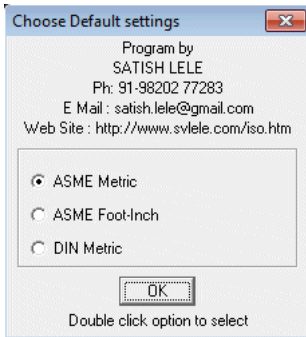 Choose Default settings
Program by
SATISH LELE
Ph: 91-98202 77283
E Mail : satish.lele@gmail.com
Web Site : http://www.svlele.com/iso.htm
ASME Metric
ASME Foot-Inch
DIN Metric
OK
Double click option to select